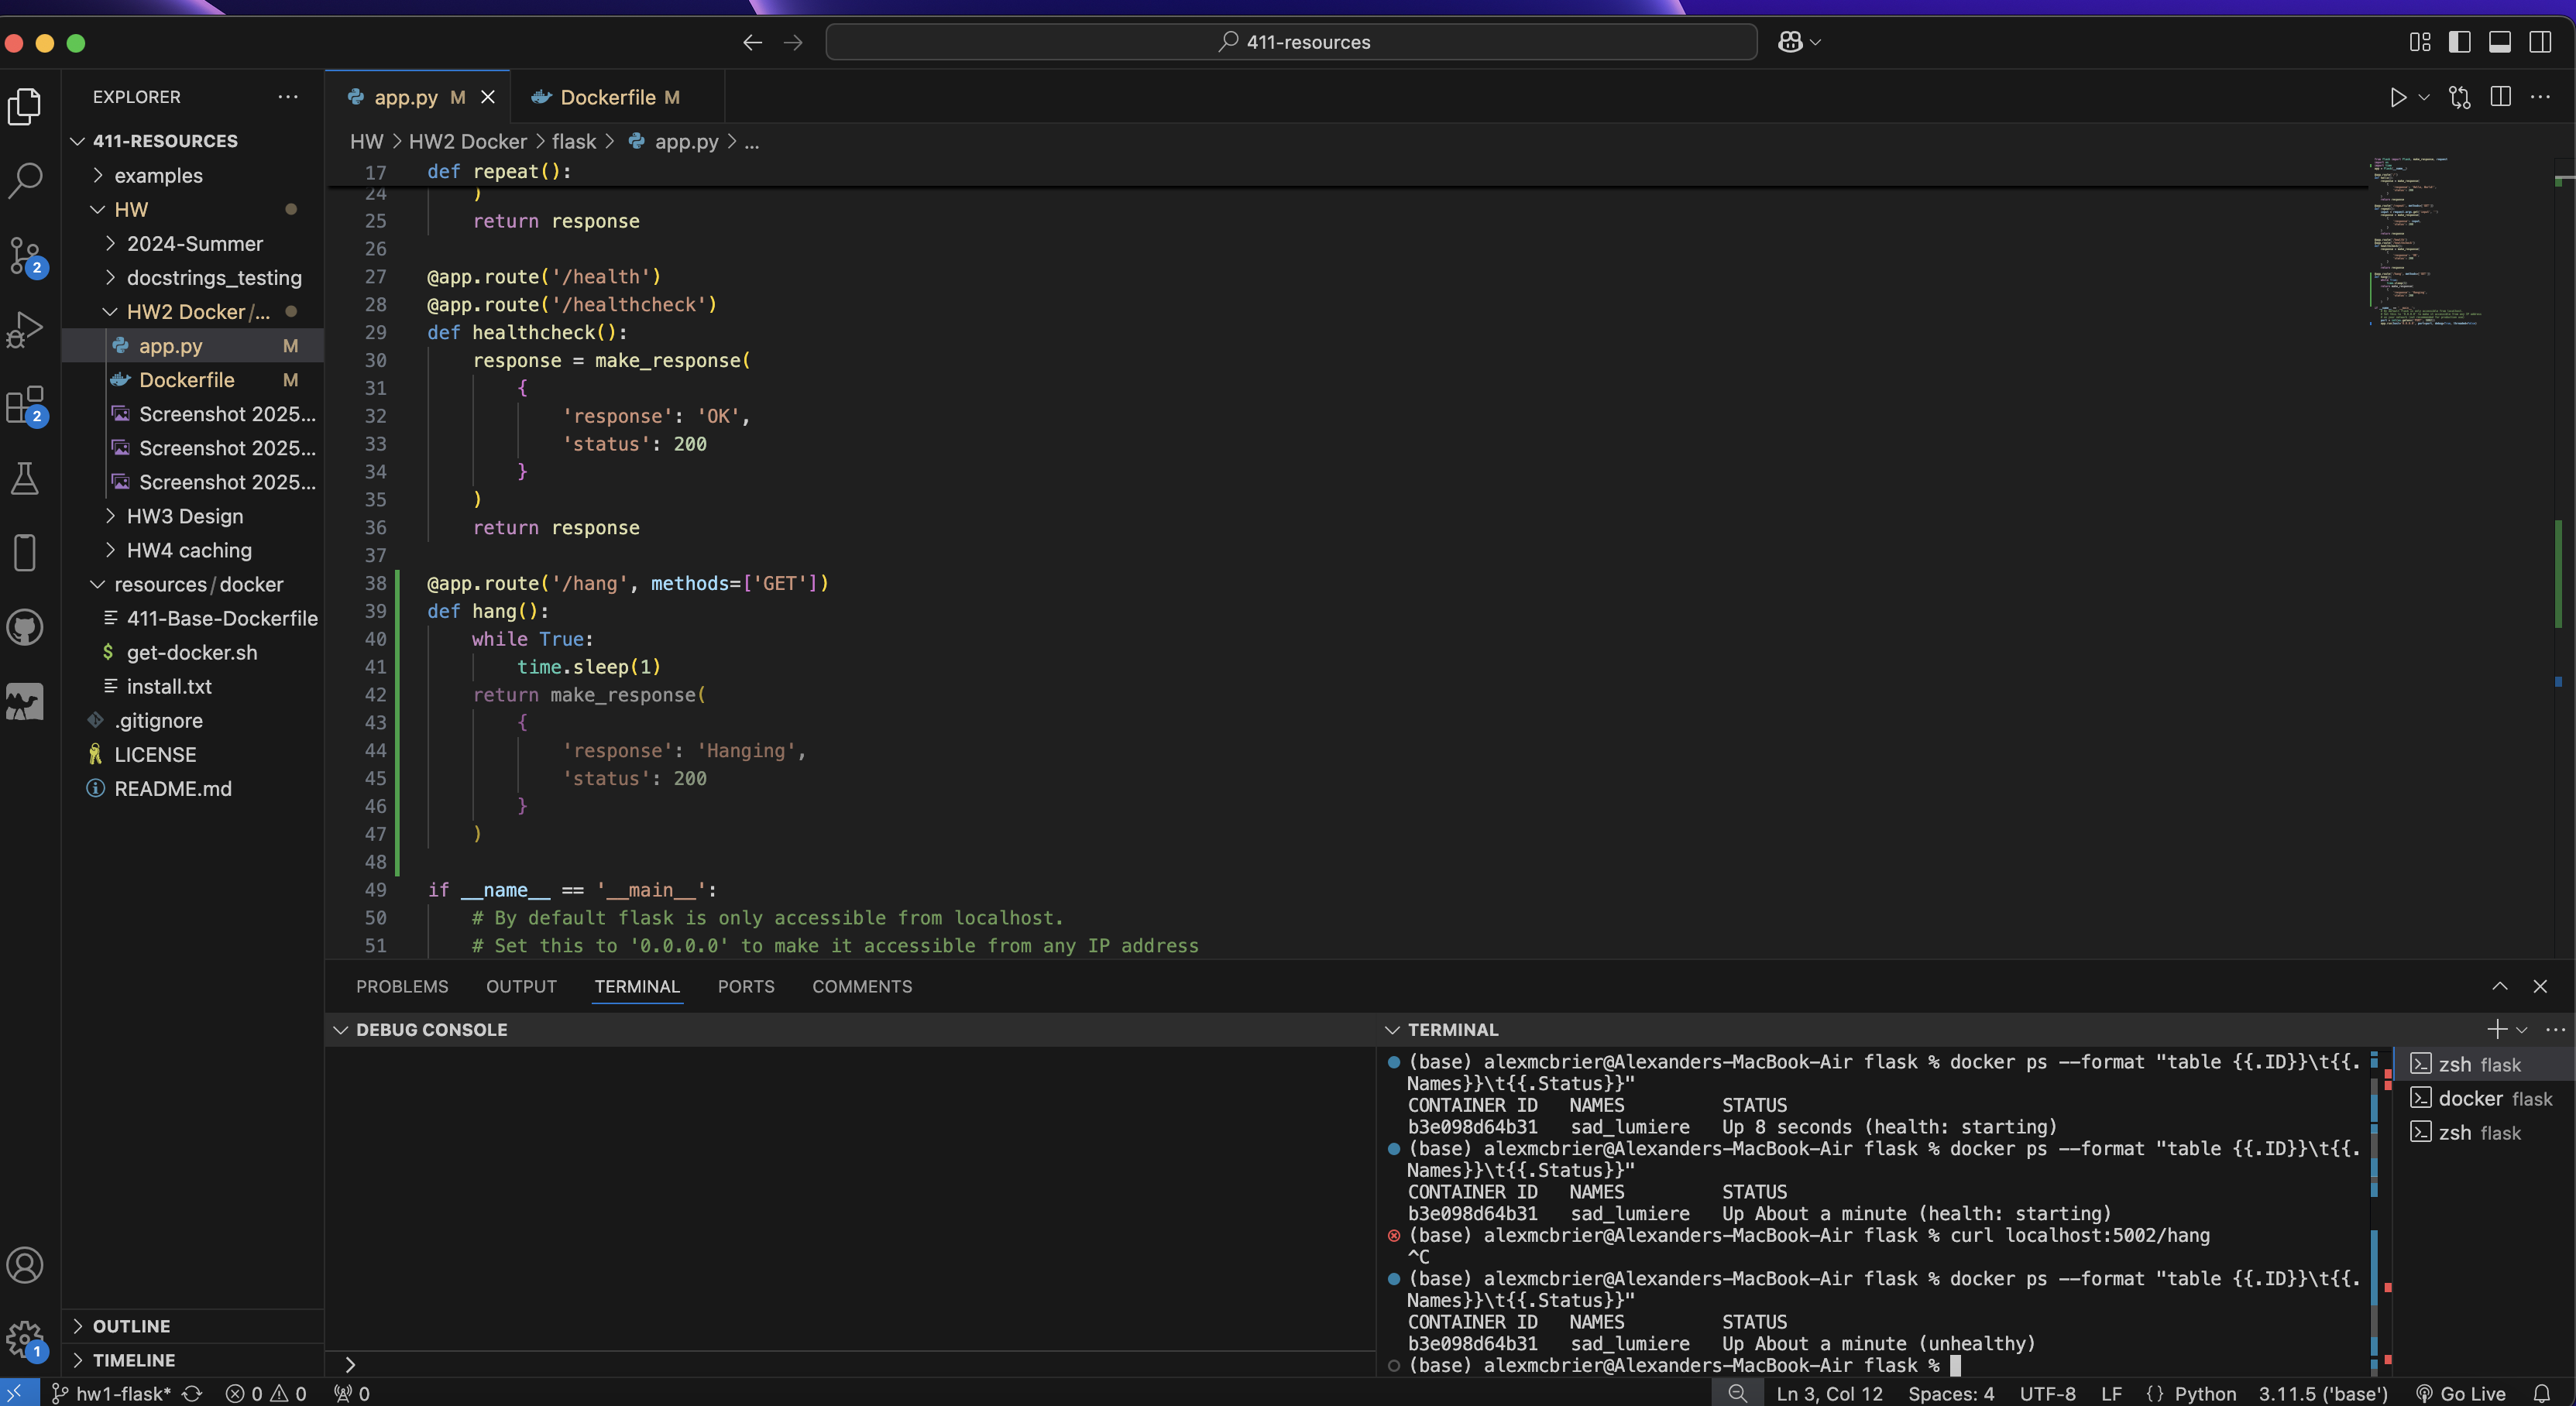 411-resources
EXPLORER
411-RESOURCES
examples
HW
2024-Summer
docstrings_testing
HW2 Docker/...
app.py M
Dockerfile M
Screenshot 2025...
Screenshot 2025...
Screenshot 2025...
HW3 Design
HW4 caching
resources/docker
411-Base-Dockerfile
$ get-docker.sh
install.txt
.gitignore
LICENSE
README.md
OUTLINE
TIMELINE
2
2
1
app.py M
Dockerfile M
HW > HW2 Docker > flask > app.py > ...
17 def repeat():
24 )
25 return response
26
27 @app.route('/health')
28 @app.route('/healthcheck')
29 def healthcheck():
30 response = make_response(
31 {
32 'response': 'OK',
33 'status': 200
34 }
35 )
36 return response
37
38 @app.route('/hang', methods=['GET'])
39 def hang():
40 while True:
41 time.sleep(1)
42 return make_response(
43 {
44 'response': 'Hanging',
45 'status': 200
46 }
47 )
48
49 if __name__ == '__main__':
50 # By default flask is only accessible from localhost.
51 # Set this to '0.0.0.0' to make it accessible from any IP address
PROBLEMS OUTPUT TERMINAL PORTS COMMENTS
DEBUG CONSOLE
>
TERMINAL
(base) alexmcbrier@Alexanders-MacBook-Air flask % docker ps --format "table {{.ID}}\t{{.
Names}}\t{{.Status}}"
CONTAINER ID NAMES STATUS
b3e098d64b31 sad_lumiere Up 8 seconds (health: starting)
(base) alexmcbrier@Alexanders-MacBook-Air flask % docker ps --format "table {{.ID}}\t{{.
Names}}\t{{.Status}}"
CONTAINER ID NAMES STATUS
b3e098d64b31 sad_lumiere Up About a minute (health: starting)
(base) alexmcbrier@Alexanders-MacBook-Air flask % curl localhost:5002/hang
^C
(base) alexmcbrier@Alexanders-MacBook-Air flask % docker ps --format "table {{.ID}}\t{{.
Names}}\t{{.Status}}"
CONTAINER ID NAMES STATUS
b3e098d64b31 sad_lumiere Up About a minute (unhealthy)
(base) alexmcbrier@Alexanders-MacBook-Air flask %
zsh flask
docker flask
zsh flask
hw1-flask* 0 0 0 Ln 3, Col 12 Spaces: 4 UTF-8 LF {} Python 3.11.5 ('base') Go Live